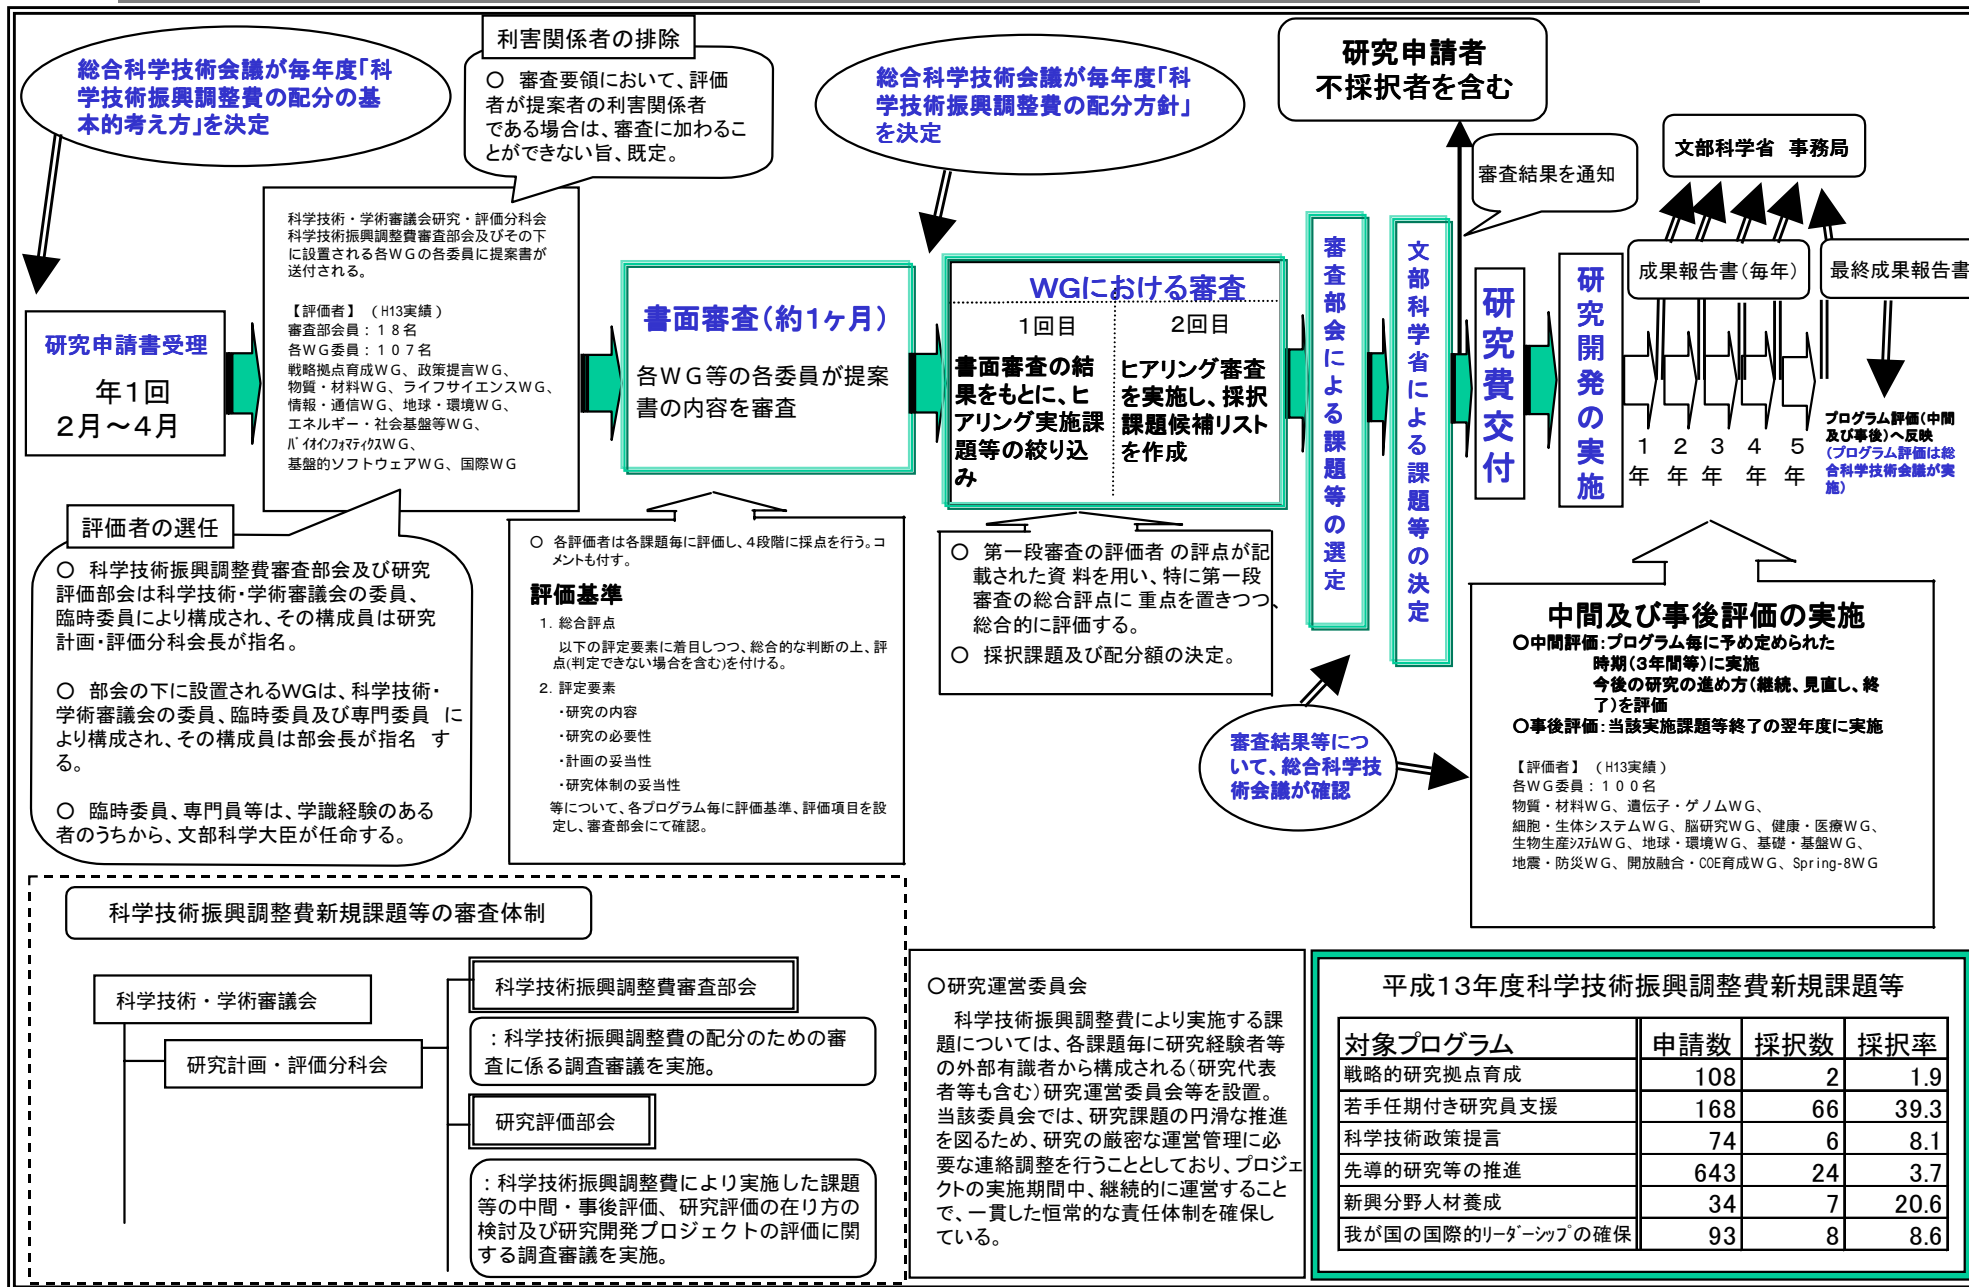 総合科学技術会議が毎年度「科
学技術振興調整費の配分の基
本的考え方」を決定
利害関係者の排除
○ 審査要領において、評価
者が提案者の利害関係者
である場合は、審査に加わるこ
とができない旨、既定。
総合科学技術会議が毎年度「科
学技術振興調整費の配分方針」
を決定
研究申請者
不採択者を含む
審査結果を通知
文部科学省 事務局
研究申請書受理
年1回
2月～4月
科学技術・学術審議会研究・評価分科会
科学技術振興調整費審査部会及びその下
に設置される各WGの各委員に提案書が
送付される。
【評価者】 (H13実績)
審査部会員:18名
各WG委員:107名
戦略拠点育成WG、政策提言WG、
物質・材料WG、ライフサイエンスWG、
情報・通信WG、地球・環境WG、
エネルギー・社会基盤等WG、
バイオインフォマティクスWG、
基盤的ソフトウェアWG、国際WG
書面審査(約1ヶ月)
各WG等の各委員が提案
書の内容を審査
WGにおける審査
1回目
書面審査の結
果をもとに、ヒ
アリング実施課
題等の絞り込
み
2回目
ヒアリング審査
を実施し、採択
課題候補リスト
を作成
審査部会による課題等の選定
文部科学省による課題等の決定
研究費交付
研究開発の実施
成果報告書(毎年)
最終成果報告書
1 2 3 4 5
年 年 年 年 年
プログラム評価(中間
及び事後)へ反映
(プログラム評価は総
合科学技術会議が実
施)
評価者の選任
○ 科学技術振興調整費審査部会及び研究
評価部会は科学技術・学術審議会の委員、
臨時委員により構成され、その構成員は研究
計画・評価分科会長が指名。
○ 部会の下に設置されるWGは、科学技術・
学術審議会の委員、臨時委員及び専門委員 に
より構成され、その構成員は部会長が指名 す
る。
○ 臨時委員、専門員等は、学識経験のある
者のうちから、文部科学大臣が任命する。
○ 各評価者は各課題毎に評価し、4段階に採点を行う。コ
メントも付す。
評価基準
1. 総合評点
以下の評定要素に着目しつつ、総合的な判断の上、評
点(判定できない場合を含む)を付ける。
2. 評定要素
・研究の内容
・研究の必要性
・計画の妥当性
・研究体制の妥当性
等について、各プログラム毎に評価基準、評価項目を設
定し、審査部会にて確認。
○ 第一段審査の評価者 の評点が記
載された資 料を用い、特に第一段
審査の総合評点に 重点を置きつつ、
総合的に評価する。
○ 採択課題及び配分額の決定。
審査結果等につ
いて、総合科学技
術会議が確認
中間及び事後評価の実施
○中間評価:プログラム毎に予め定められた
時期(3年間等)に実施
今後の研究の進め方(継続、見直し、終
了)を評価
○事後評価:当該実施課題等終了の翌年度に実施
【評価者】 (H13実績)
各WG委員:100名
物質・材料WG、遺伝子・ゲノムWG、
細胞・生体システムWG、脳研究WG、健康・医療WG、
生物生産システムWG、地球・環境WG、基礎・基盤WG、
地震・防災WG、開放融合・COE育成WG、Spring-8WG
科学技術振興調整費新規課題等の審査体制
科学技術・学術審議会
研究計画・評価分科会
科学技術振興調整費審査部会
:科学技術振興調整費の配分のための審
査に係る調査審議を実施。
研究評価部会
:科学技術振興調整費により実施した課題
等の中間・事後評価、研究評価の在り方の
検討及び研究開発プロジェクトの評価に関
する調査審議を実施。
○研究運営委員会
科学技術振興調整費により実施する課
題については、各課題毎に研究経験者等
の外部有識者から構成される(研究代表
者等も含む)研究運営委員会等を設置。
当該委員会では、研究課題の円滑な推進
を図るため、研究の厳密な運営管理に必
要な連絡調整を行うこととしており、プロジェ
クトの実施期間中、継続的に運営すること
で、一貫した恒常的な責任体制を確保し
ている。
平成13年度科学技術振興調整費新規課題等
対象プログラム 申請数 採択数 採択率
戦略的研究拠点育成 108 2 1.9
若手任期付き研究員支援 168 66 39.3
科学技術政策提言 74 6 8.1
先導的研究等の推進 643 24 3.7
新興分野人材養成 34 7 20.6
我が国の国際的リーダーシップの確保 93 8 8.6